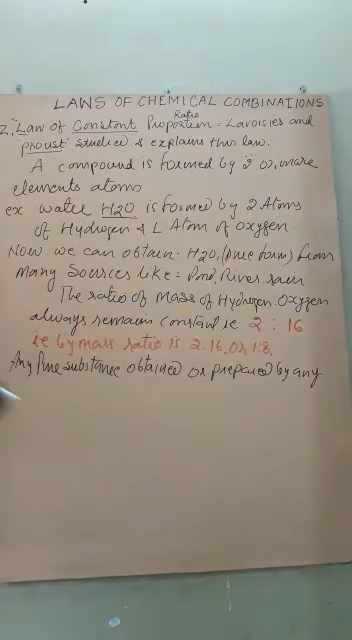 LAWS OF CHEMICAL COMBINATIONS
Ratio
2. Law of Constant Proportion - Lavoisies and
proust studied & explains this law.
A compound is formed by 2 or more
elements atoms
ex water H2O is formed by 2 Atoms
of Hydrogen & 1 Atom of Oxygen
Now we can obtain H2O (Pure form) from
many Sources like = Pond, River rain
The ratio of Mass of Hydrogen. Oxygen
always remain constant ie 2 : 16
ie by mass ratio is 2:16, or 1:8.
Any Pure substance obtained or prepared by any